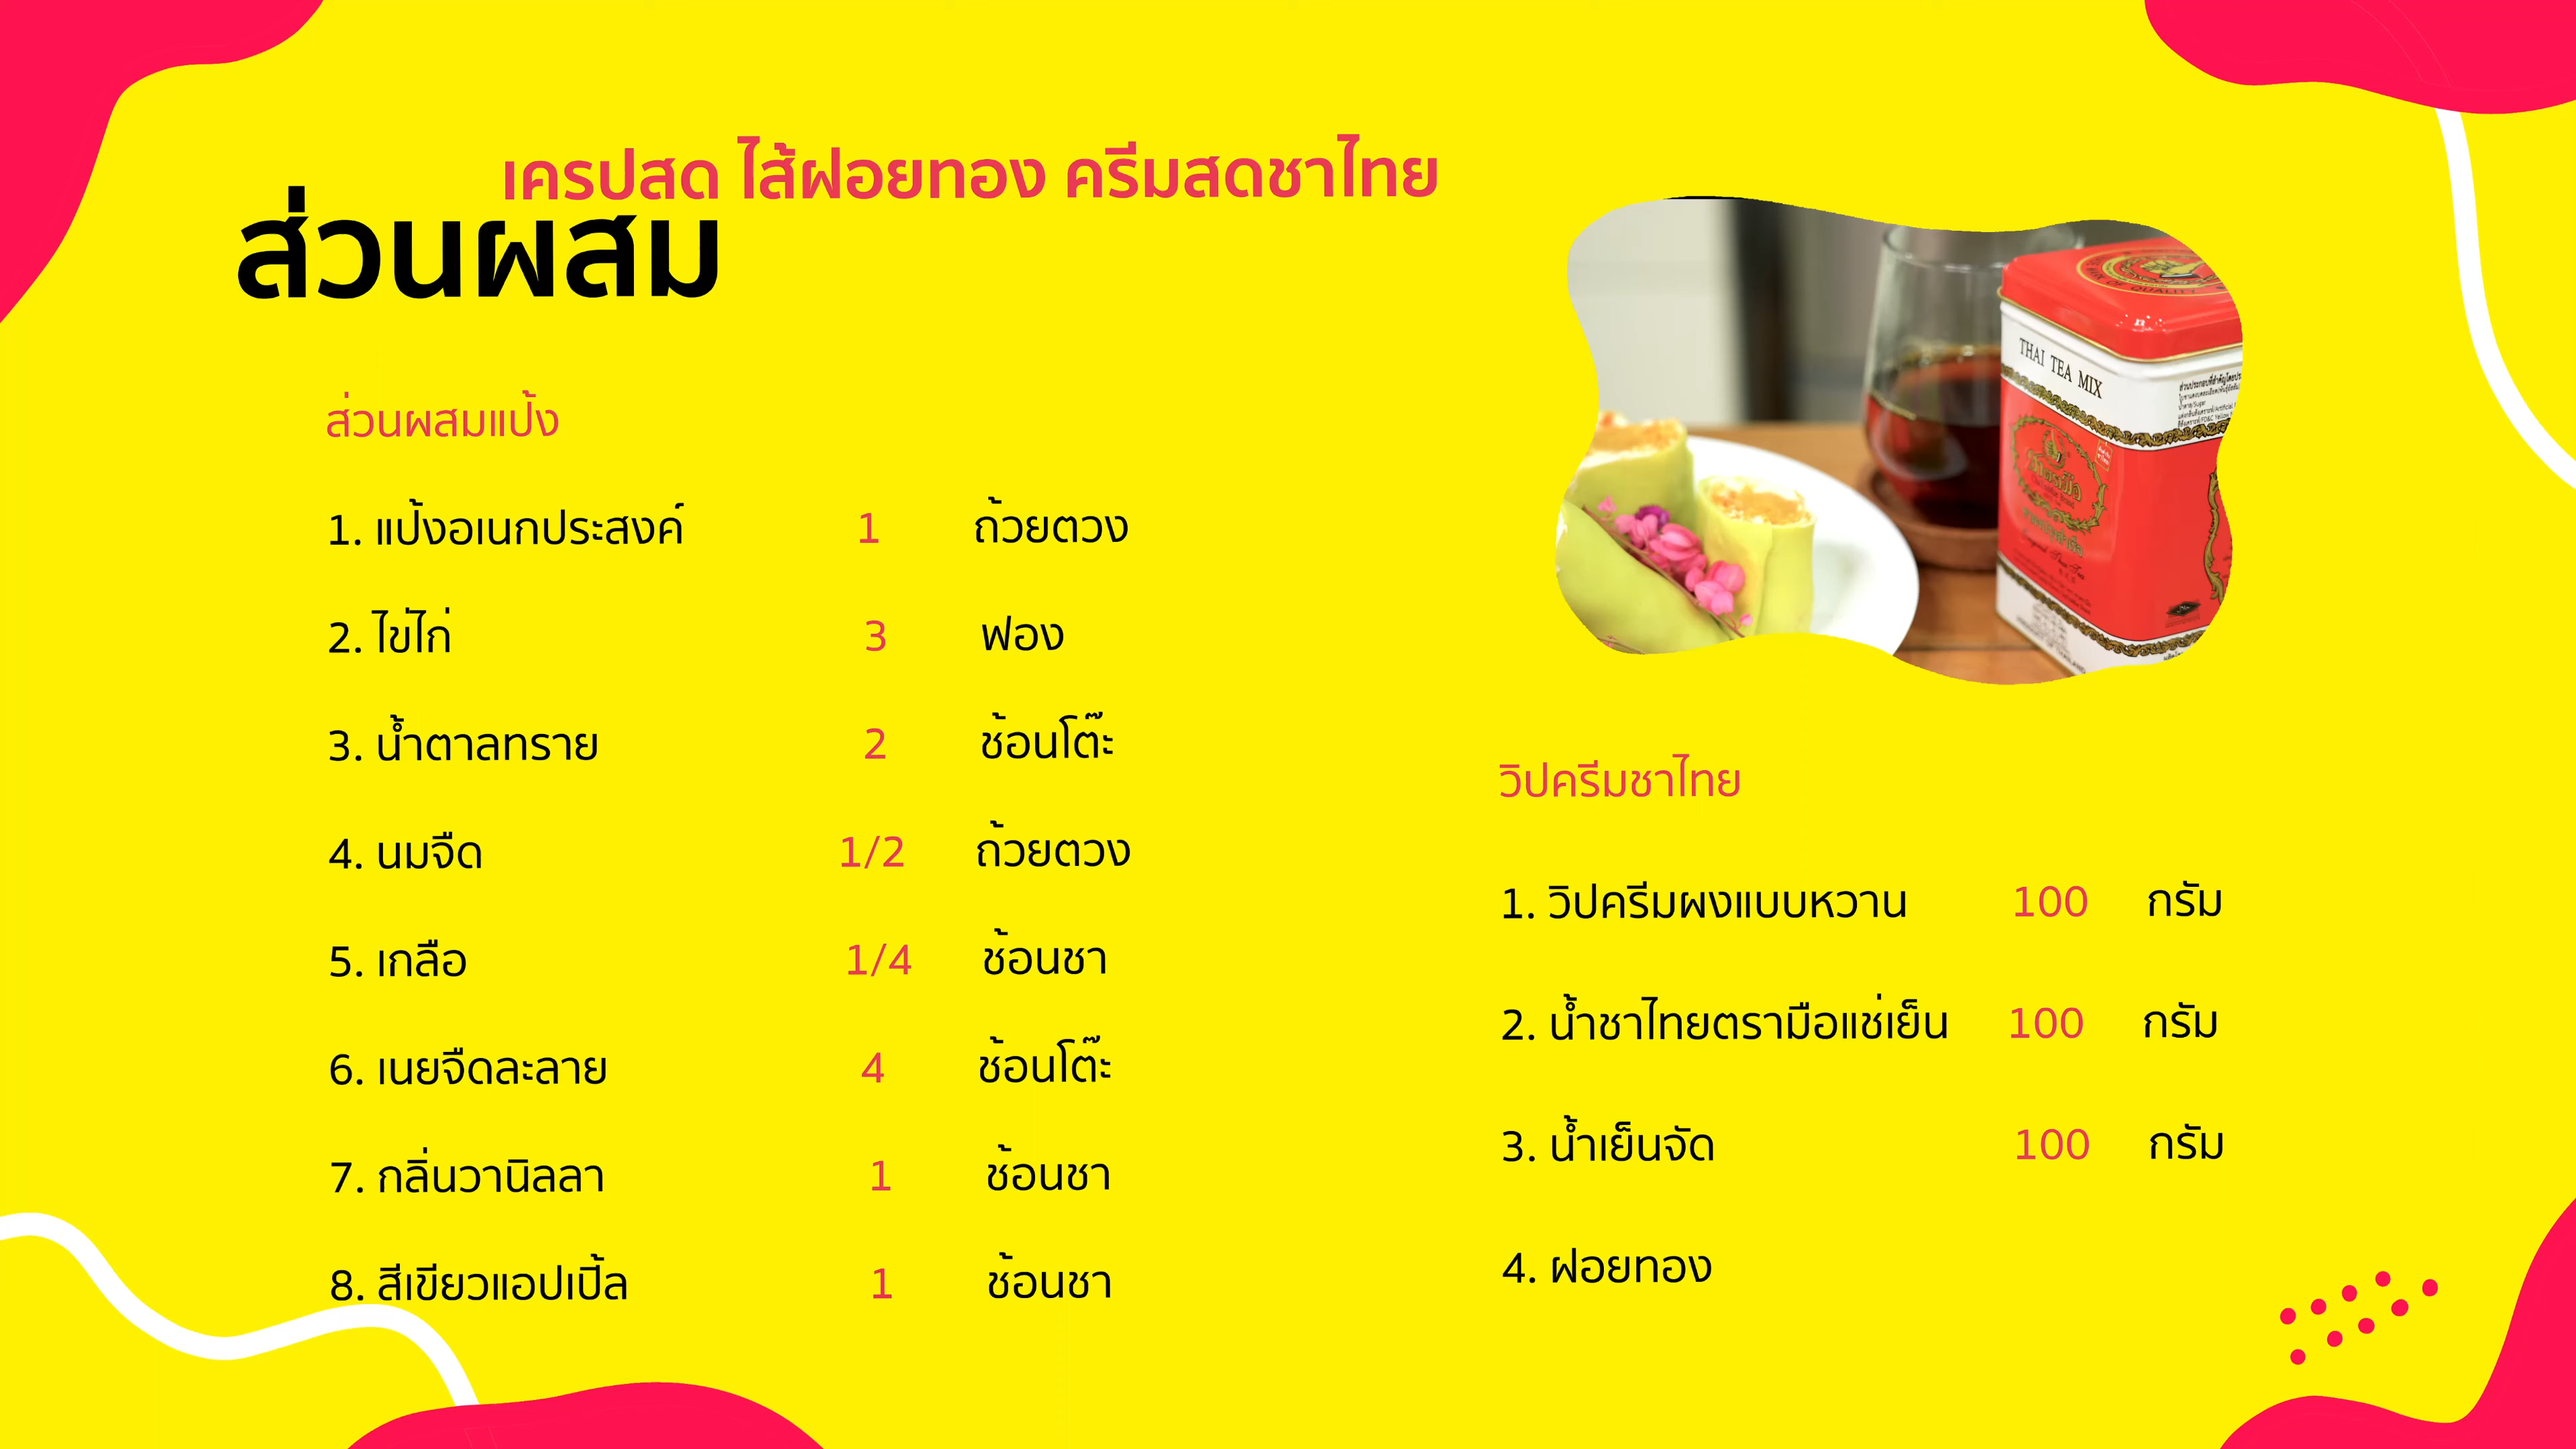 เครปสด ไส้ฝอยทอง ครีมสดชาไทย
ส่วนผสม
ส่วนผสมแป้ง
1. แป้งอเนกประสงค์ 1 ถ้วยตวง
2. ไข่ไก่ 3 ฟอง
3. น้ำตาลทราย 2 ช้อนโต๊ะ
4. นมจืด 1/2 ถ้วยตวง
5. เกลือ 1/4 ช้อนชา
6. เนยจืดละลาย 4 ช้อนโต๊ะ
7. กลิ่นวานิลลา 1 ช้อนชา
8. สีเขียวแอปเปิ้ล 1 ช้อนชา
THAI TEA MIX
วิปครีมชาไทย
1. วิปครีมผงแบบหวาน 100 กรัม
2. น้ำชาไทยตรามือแช่เย็น 100 กรัม
3. น้ำเย็นจัด 100 กรัม
4. ฝอยทอง